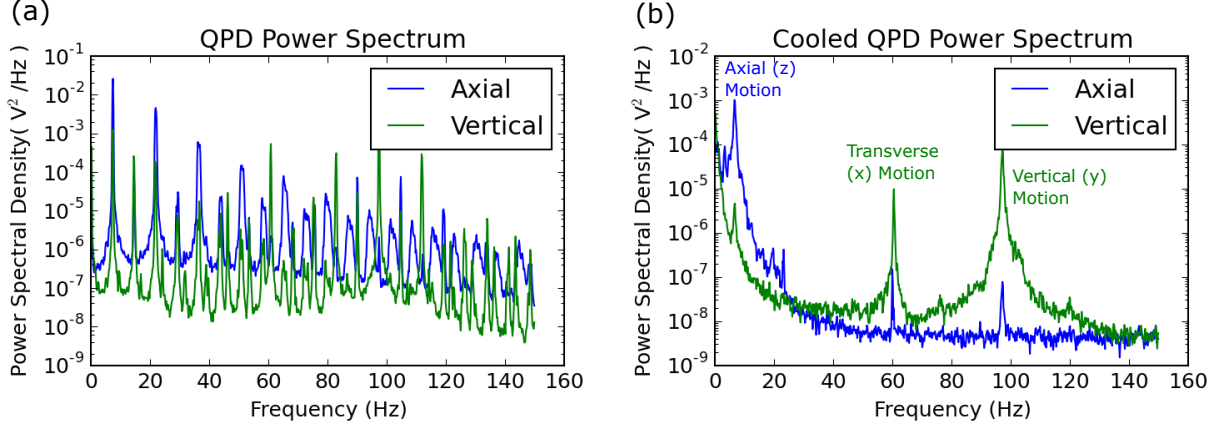 (a)
QPD Power Spectrum
Power Spectral Density( V² /Hz )
10⁻¹
10⁻²
10⁻³
10⁻⁴
10⁻⁵
10⁻⁶
10⁻⁷
10⁻⁸
10⁻⁹
Axial
Vertical
0 20 40 60 80 100 120 140 160
Frequency (Hz)
(b)
Cooled QPD Power Spectrum
Power Spectral Density( V² /Hz )
10⁻²
10⁻³
10⁻⁴
10⁻⁵
10⁻⁶
10⁻⁷
10⁻⁸
10⁻⁹
Axial (z)
Motion
Axial
Vertical
Transverse
(x) Motion
Vertical (y)
Motion
0 20 40 60 80 100 120 140 160
Frequency (Hz)